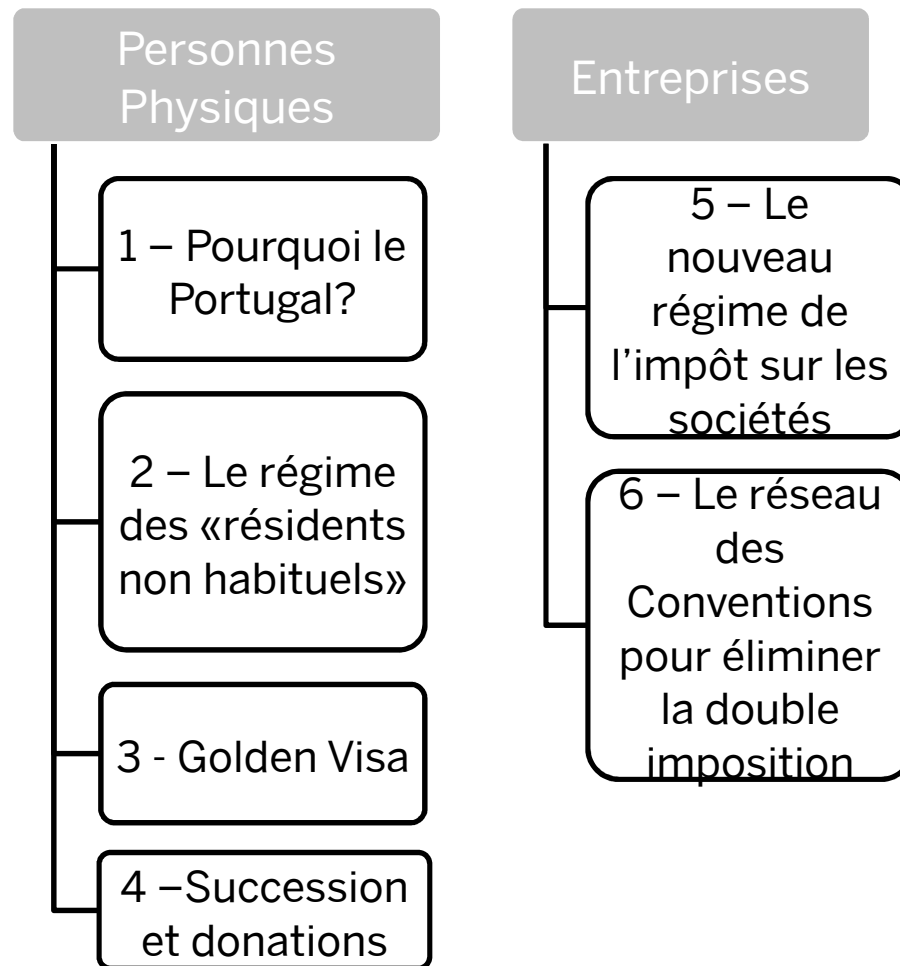 Personnes
Physiques
1 – Pourquoi le
Portugal?
2 – Le régime
des «résidents
non habituels»
3 - Golden Visa
4 –Succession
et donations
Entreprises
5 – Le
nouveau
régime de
l’impôt sur les
sociétés
6 – Le réseau
des
Conventions
pour éliminer
la double
imposition